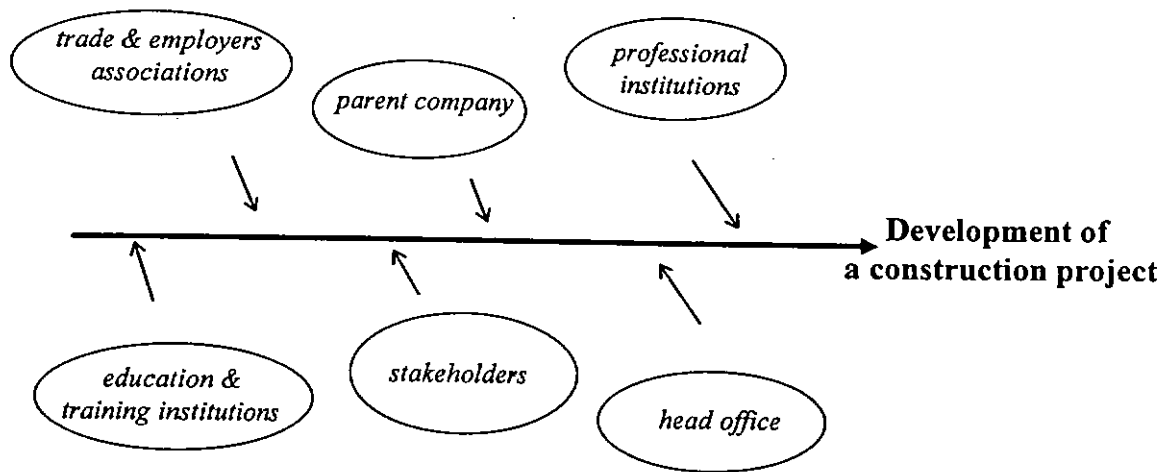 trade & employers
associations
parent company
professional
institutions
Development of
a construction project
education &
training institutions
stakeholders
head office